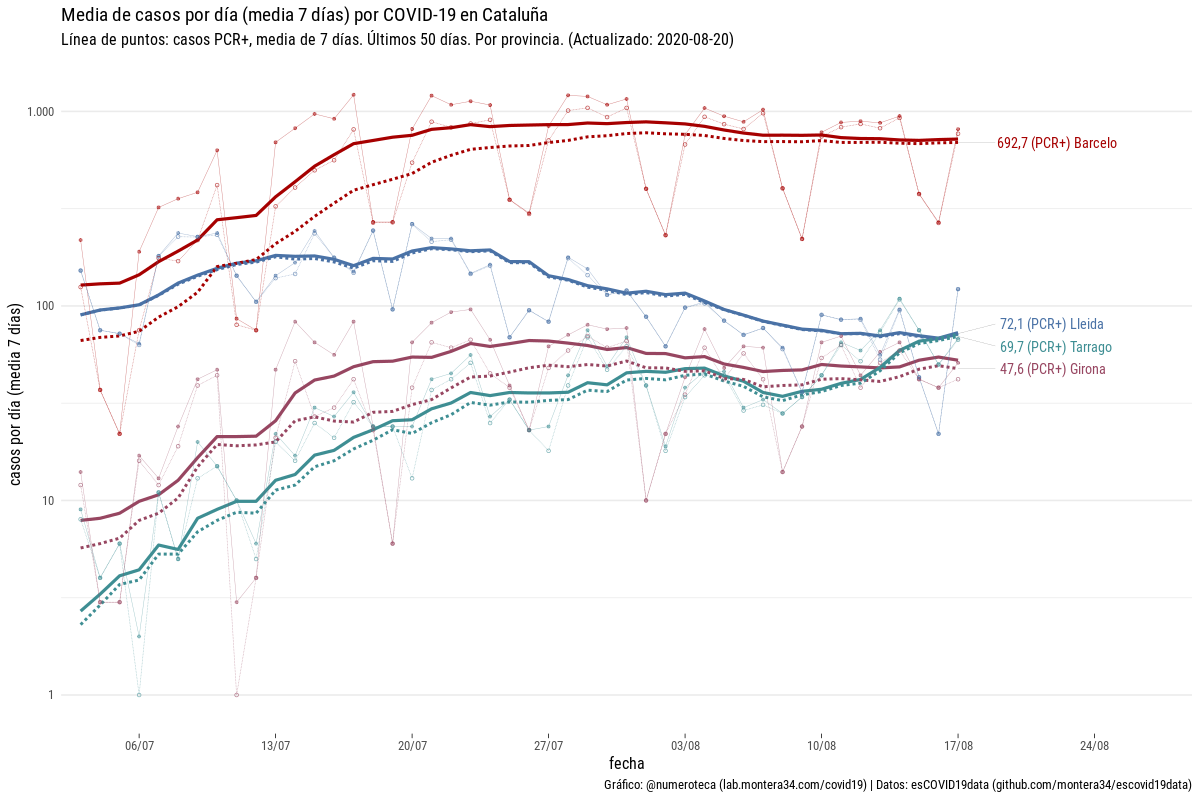 Media de casos por día (media 7 días) por COVID-19 en Cataluña
Línea de puntos: casos PCR+, media de 7 días. Últimos 50 días. Por provincia. (Actualizado: 2020-08-20)
casos por día (media 7 días)
1.000
100
10
1
692,7 (PCR+) Barcelo
72,1 (PCR+) Lleida
69,7 (PCR+) Tarrago
47,6 (PCR+) Girona
06/07 13/07 20/07 27/07 03/08 10/08 17/08 24/08
fecha
Gráfico: @numeroteca (lab.montera34.com/covid19) | Datos: esCOVID19data (github.com/montera34/escovid19data)